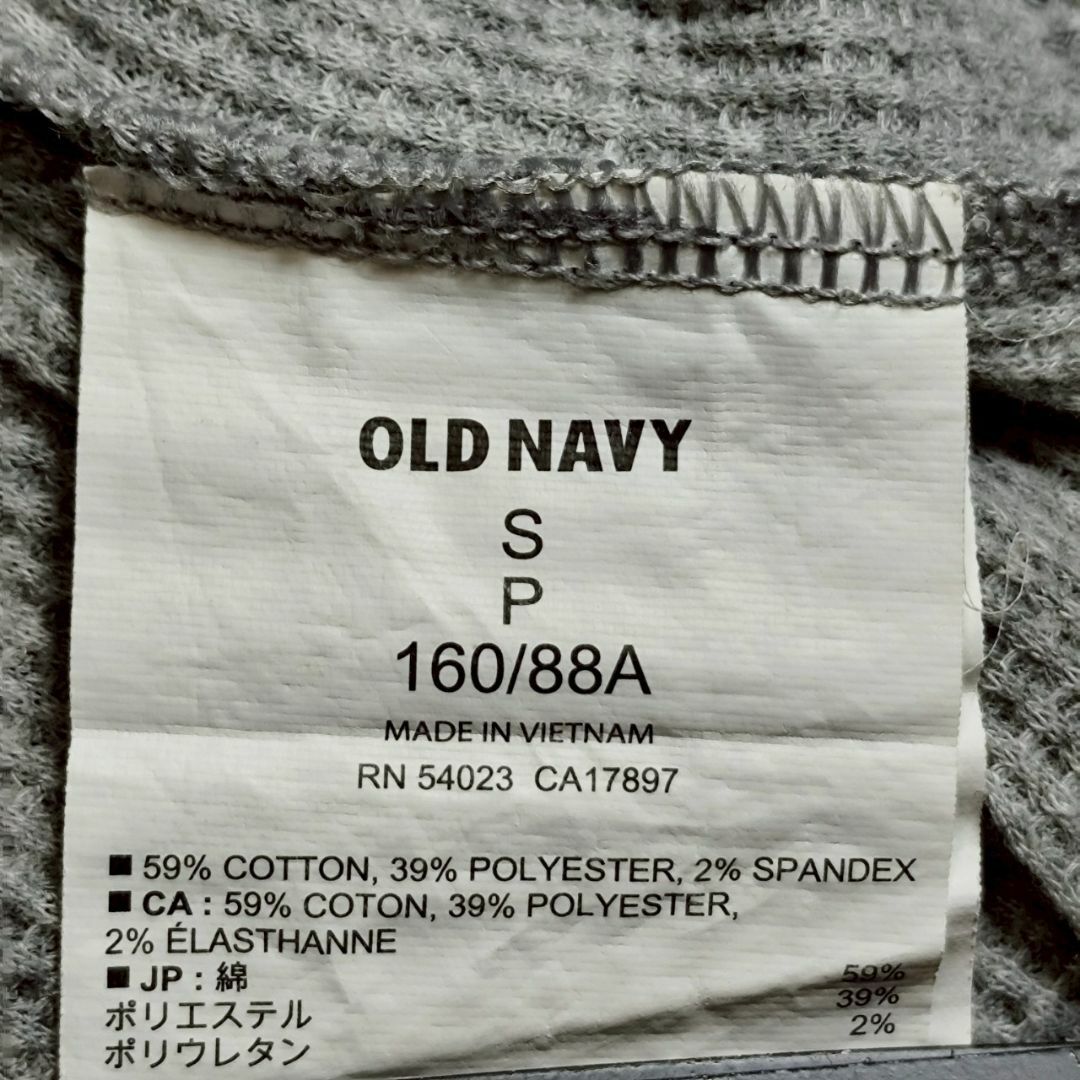 OLD NAVY
S
P
160/88A
MADE IN VIETNAM
RN 54023 CA17897
■ 59% COTTON, 39% POLYESTER, 2% SPANDEX
■ CA : 59% COTON, 39% POLYESTER,
2% ÉLASTHANNE
■ JP : 綿 59%
ポリエステル 39%
ポリウレタン 2%